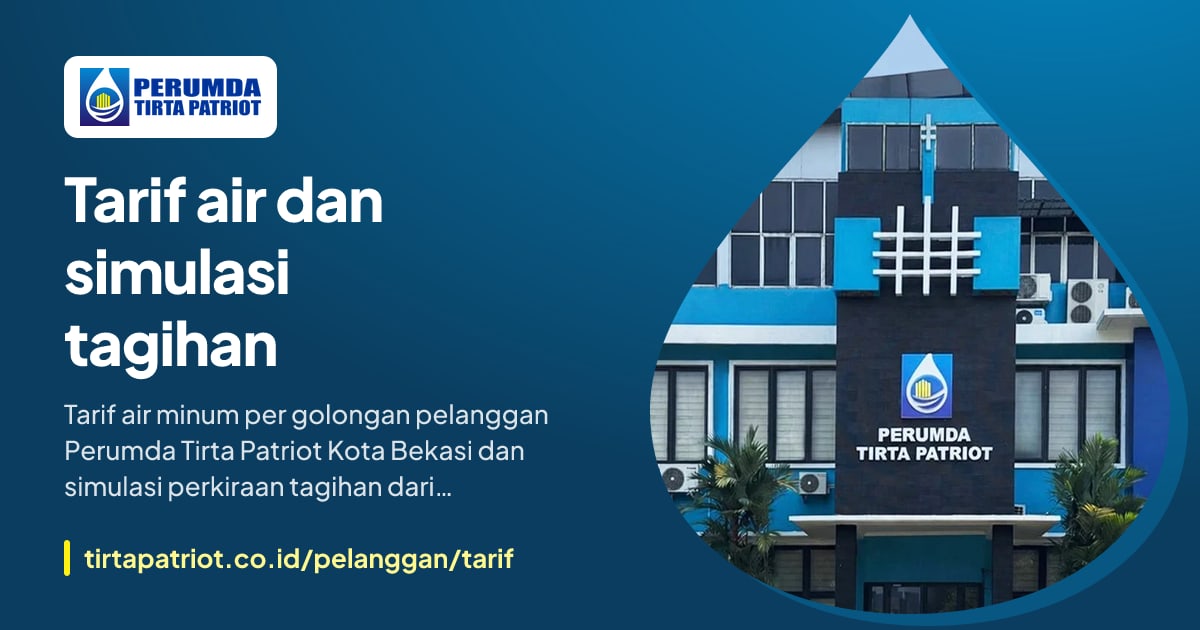 PERUMDA
TIRTA PATRIOT
Tarif air dan
simulasi
tagihan
Tarif air minum per golongan pelanggan
Perumda Tirta Patriot Kota Bekasi dan
simulasi perkiraan tagihan dari…
tirtapatriot.co.id/pelanggan/tarif
PERUMDA
TIRTA PATRIOT